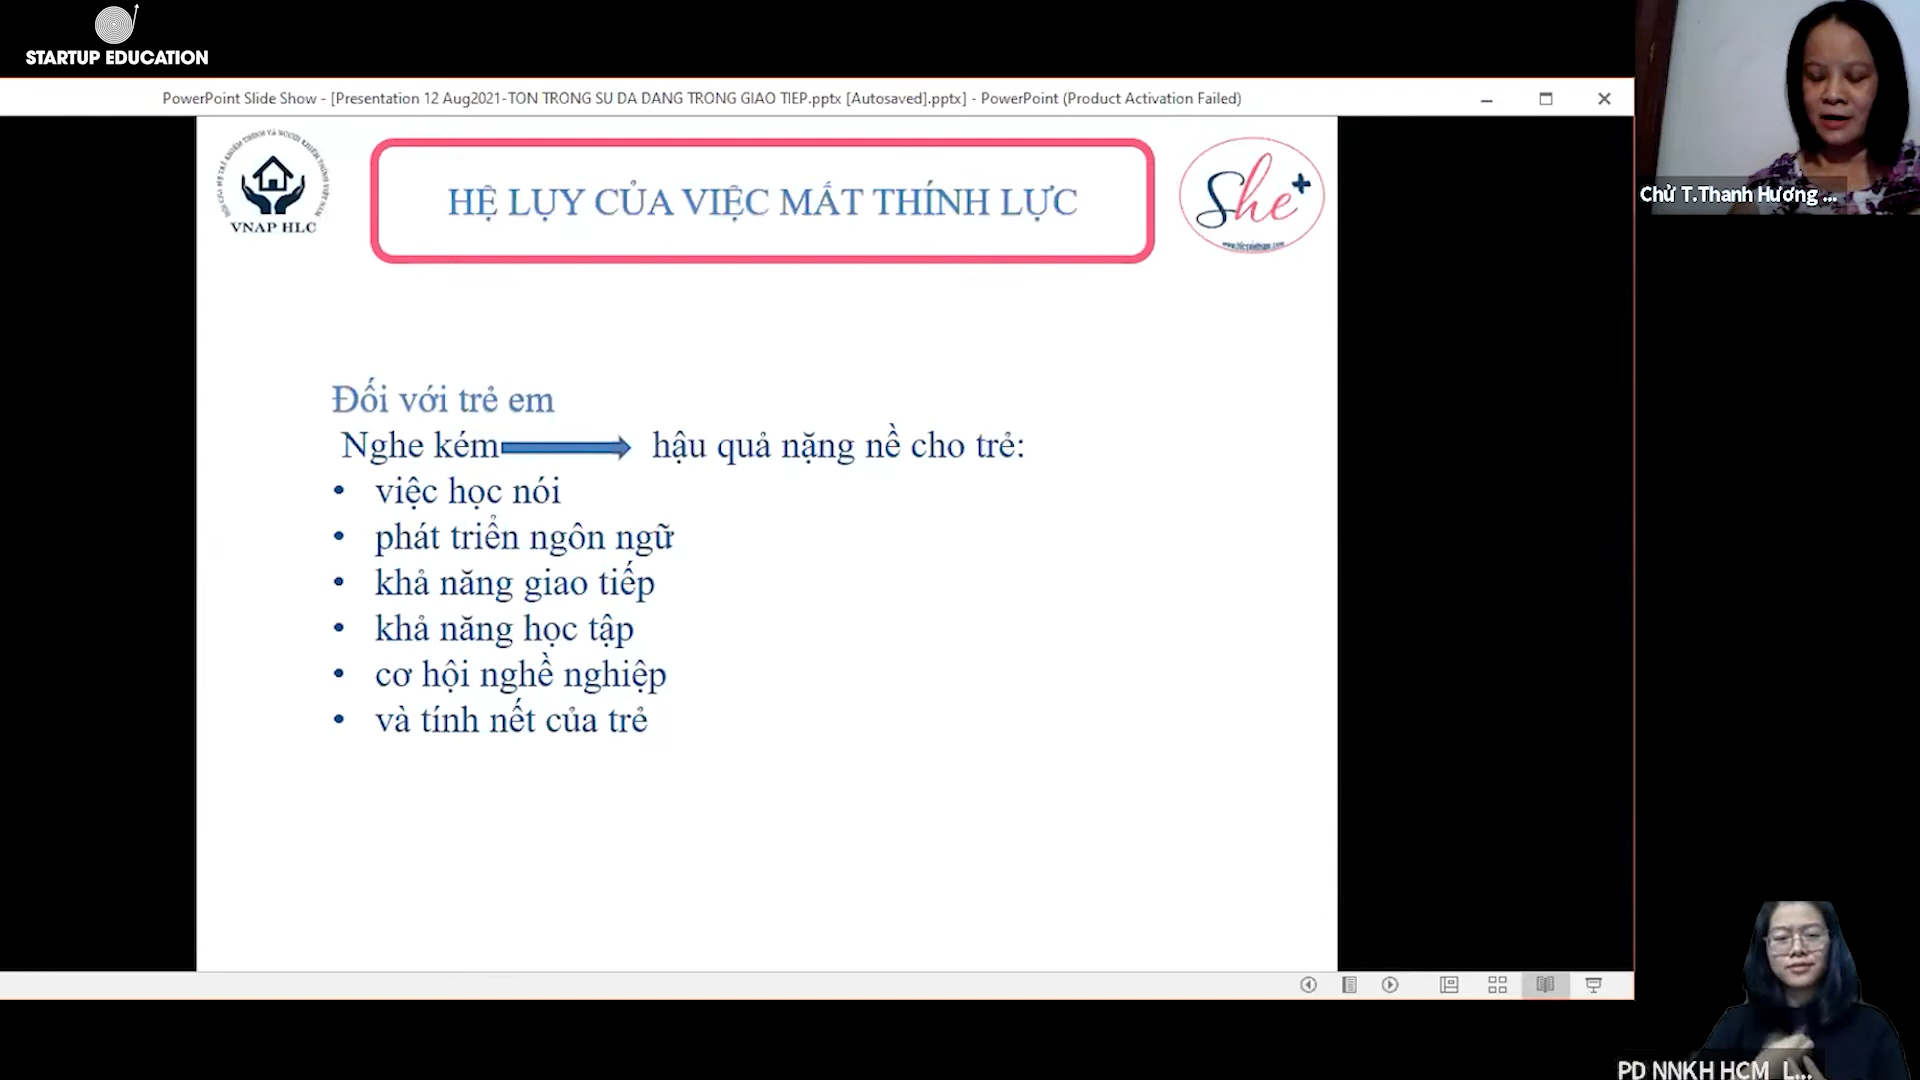 STARTUP EDUCATION
PowerPoint Slide Show - [Presentation 12 Aug2021-TON TRONG SU DA DANG TRONG GIAO TIEP.pptx [Autosaved].pptx] - PowerPoint (Product Activation Failed)
VNAP HLC
HỆ LỤY CỦA VIỆC MẤT THÍNH LỰC
She+
Chử T.Thanh Hương ...
Đối với trẻ em
Nghe kém hậu quả nặng nề cho trẻ:
• việc học nói
• phát triển ngôn ngữ
• khả năng giao tiếp
• khả năng học tập
• cơ hội nghề nghiệp
• và tính nết của trẻ
PD NNKH HCM_L...